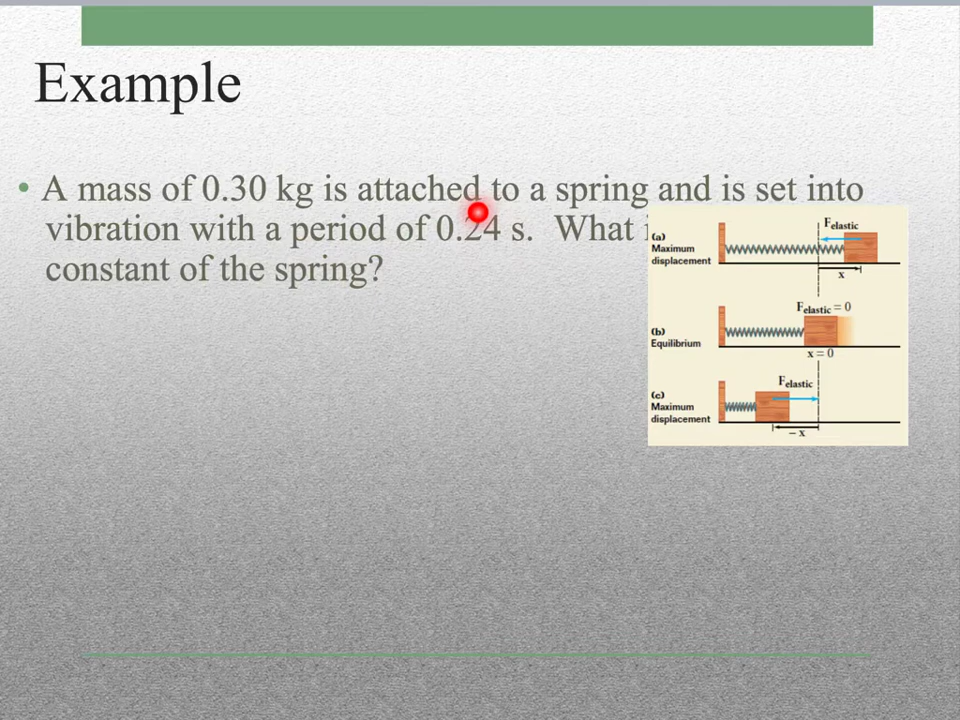 Example
• A mass of 0.30 kg is attached to a spring and is set into
vibration with a period of 0.24 s. What
constant of the spring?
(a)
Maximum
displacement
Felastic
x
(b)
Equilibrium
Felastic = 0
x = 0
(c)
Maximum
displacement
Felastic
– x